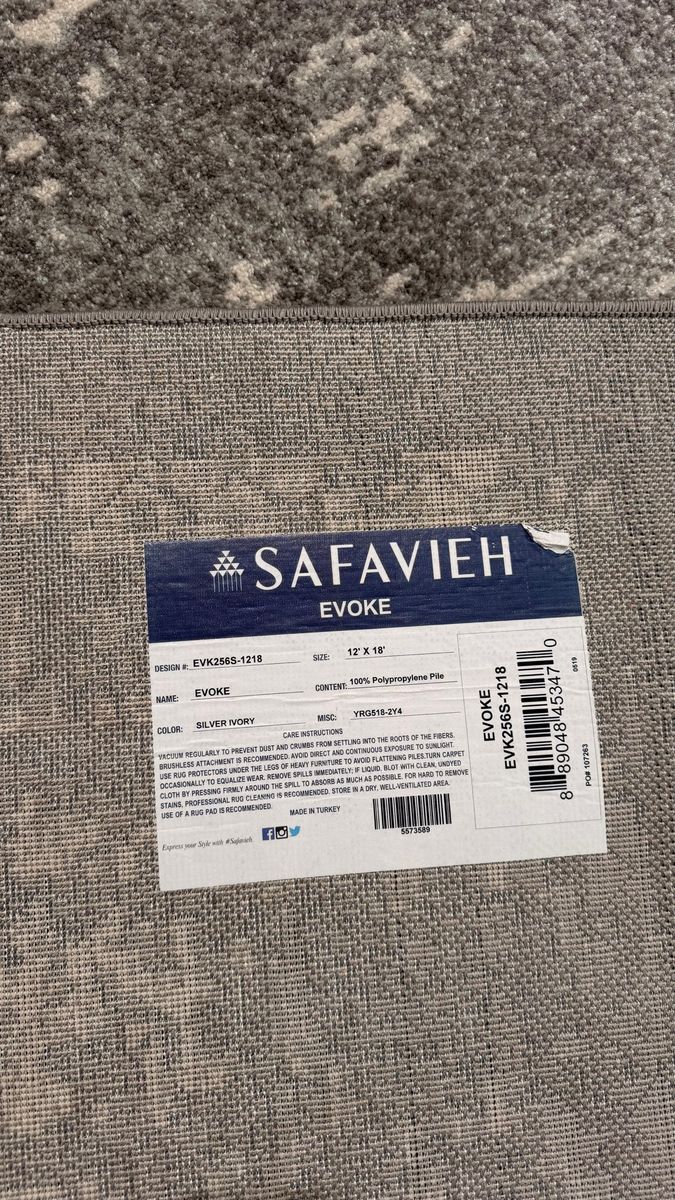 SAFAVIEH
EVOKE
DESIGN #: EVK256S-1218 SIZE: 12' X 18'
NAME: EVOKE CONTENT: 100% Polypropylene Pile
COLOR: SILVER IVORY MISC: YRG518-2Y4
CARE INSTRUCTIONS
VACUUM REGULARLY TO PREVENT DUST AND CRUMBS FROM SETTLING INTO THE ROOTS OF THE FIBERS.
BRUSHLESS ATTACHMENT IS RECOMMENDED. AVOID DIRECT AND CONTINUOUS EXPOSURE TO SUNLIGHT.
USE RUG PROTECTORS UNDER THE LEGS OF HEAVY FURNITURE TO AVOID FLATTENING PILES.TURN CARPET
OCCASIONALLY TO EQUALIZE WEAR. REMOVE SPILLS IMMEDIATELY; IF LIQUID. BLOT WITH CLEAN, UNDYED
CLOTH BY PRESSING FIRMLY AROUND THE SPILL TO ABSORB AS MUCH AS POSSIBLE. FOR HARD TO REMOVE
STAINS, PROFESSIONAL RUG CLEANING IS RECOMMENDED. STORE IN A DRY. WELL-VENTILATED AREA.
USE OF A RUG PAD IS RECOMMENDED.
MADE IN TURKEY
Express your Style with #Safavieh.
5573589
EVOKE
EVK256S-1218
8 89048 45347 0
0519
PO# 107263